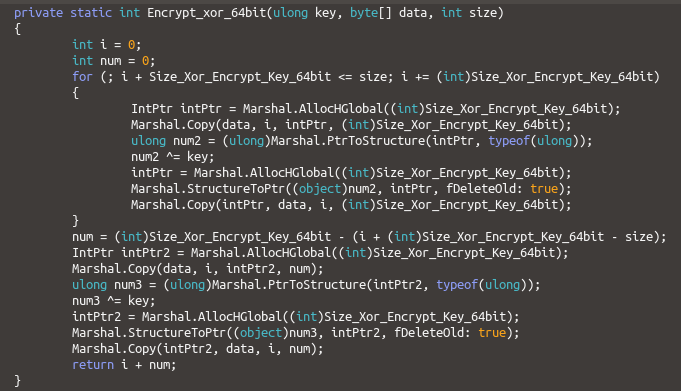 private static int Encrypt_xor_64bit(ulong key, byte[] data, int size)
{
int i = 0;
int num = 0;
for (; i + Size_Xor_Encrypt_Key_64bit <= size; i += (int)Size_Xor_Encrypt_Key_64bit)
{
IntPtr intPtr = Marshal.AllocHGlobal((int)Size_Xor_Encrypt_Key_64bit);
Marshal.Copy(data, i, intPtr, (int)Size_Xor_Encrypt_Key_64bit);
ulong num2 = (ulong)Marshal.PtrToStructure(intPtr, typeof(ulong));
num2 ^= key;
intPtr = Marshal.AllocHGlobal((int)Size_Xor_Encrypt_Key_64bit);
Marshal.StructureToPtr((object)num2, intPtr, fDeleteOld: true);
Marshal.Copy(intPtr, data, i, (int)Size_Xor_Encrypt_Key_64bit);
}
num = (int)Size_Xor_Encrypt_Key_64bit - (i + (int)Size_Xor_Encrypt_Key_64bit - size);
IntPtr intPtr2 = Marshal.AllocHGlobal((int)Size_Xor_Encrypt_Key_64bit);
Marshal.Copy(data, i, intPtr2, num);
ulong num3 = (ulong)Marshal.PtrToStructure(intPtr2, typeof(ulong));
num3 ^= key;
intPtr2 = Marshal.AllocHGlobal((int)Size_Xor_Encrypt_Key_64bit);
Marshal.StructureToPtr((object)num3, intPtr2, fDeleteOld: true);
Marshal.Copy(intPtr2, data, i, num);
return i + num;
}